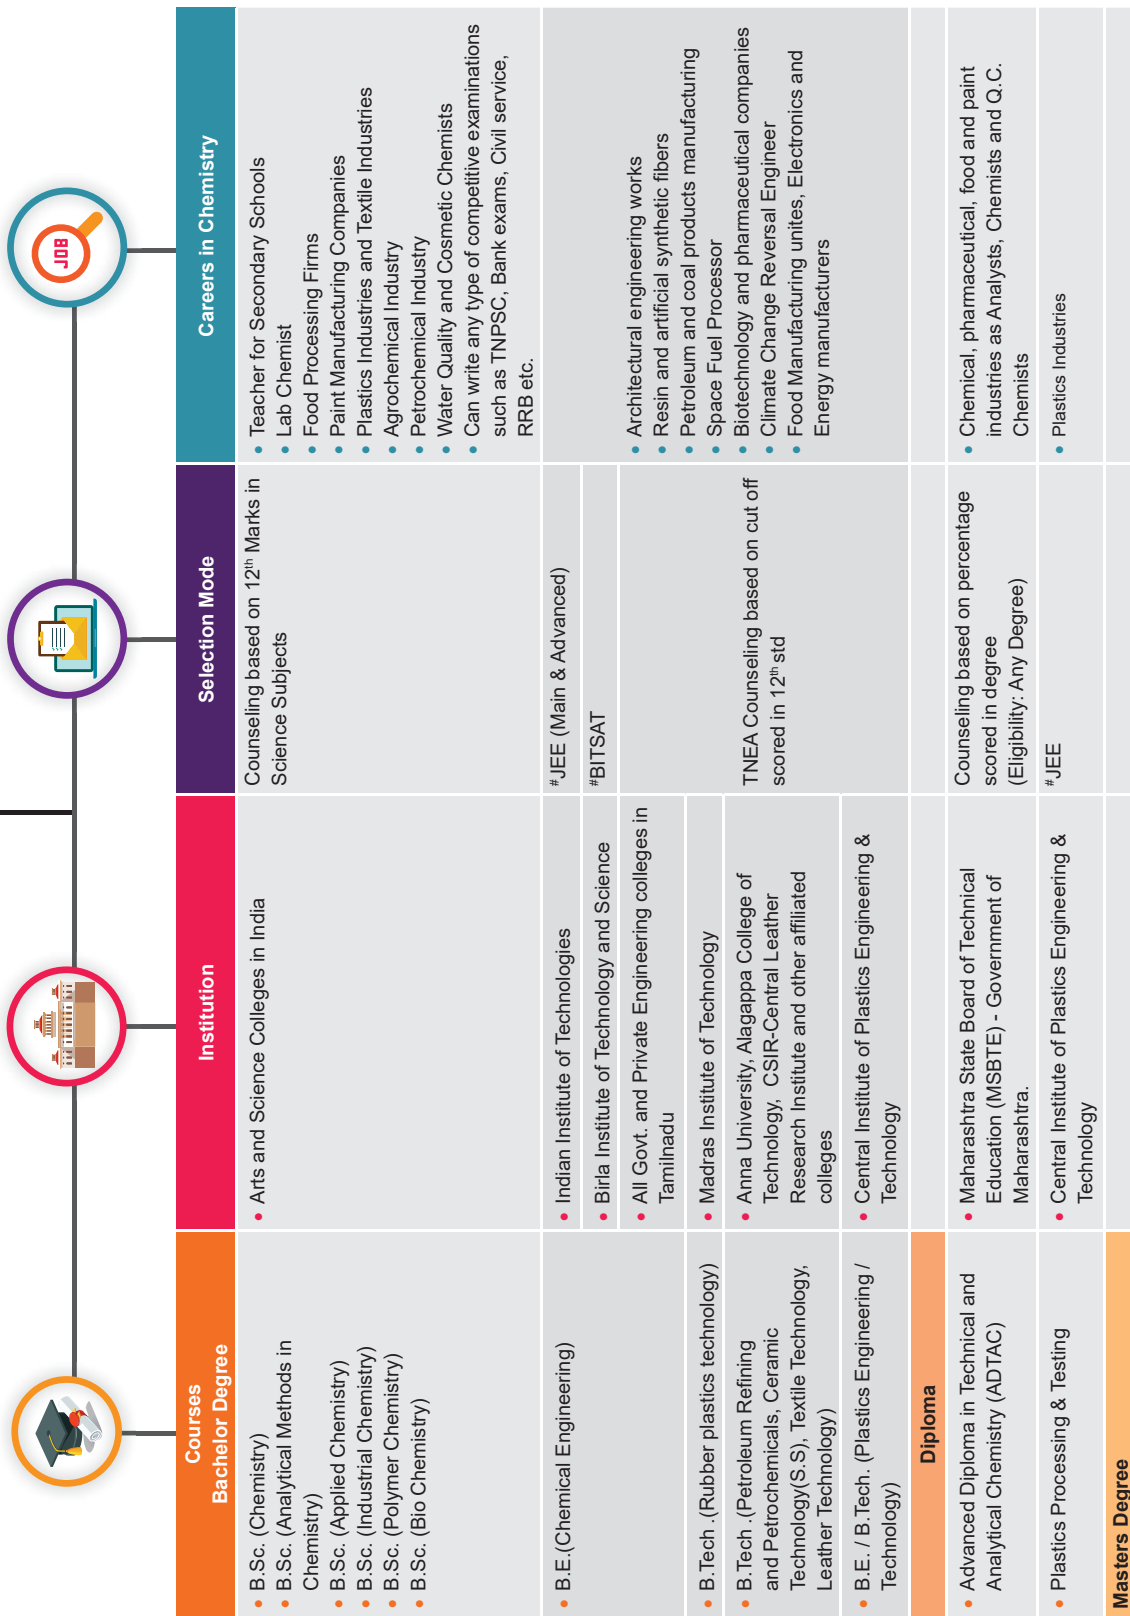 JOB
Courses
Bachelor Degree
Institution
Selection Mode
Careers in Chemistry
• B.Sc. (Chemistry)
• B.Sc. (Analytical Methods in
Chemistry)
• B.Sc. (Applied Chemistry)
• B.Sc. (Industrial Chemistry)
• B.Sc. (Polymer Chemistry)
• B.Sc. (Bio Chemistry)
• Arts and Science Colleges in India
Counseling based on 12th Marks in
Science Subjects
• Teacher for Secondary Schools
• Lab Chemist
• Food Processing Firms
• Paint Manufacturing Companies
• Plastics Industries and Textile Industries
• Agrochemical Industry
• Petrochemical Industry
• Water Quality and Cosmetic Chemists
• Can write any type of competitive examinations
such as TNPSC, Bank exams, Civil service,
RRB etc.
• B.E.(Chemical Engineering)
• Indian Institute of Technologies
#JEE (Main & Advanced)
• Birla Institute of Technology and Science
#BITSAT
• All Govt. and Private Engineering colleges in
Tamilnadu
• B.Tech .(Rubber plastics technology)
• Madras Institute of Technology
• B.Tech .(Petroleum Refining
and Petrochemicals, Ceramic
Technology(S.S), Textile Technology,
Leather Technology)
• Anna University, Alagappa College of
Technology, CSIR-Central Leather
Research Institute and other affiliated
colleges
• B.E. / B.Tech. (Plastics Engineering /
Technology)
• Central Institute of Plastics Engineering &
Technology
TNEA Counseling based on cut off
scored in 12th std
• Architectural engineering works
• Resin and artificial synthetic fibers
• Petroleum and coal products manufacturing
• Space Fuel Processor
• Biotechnology and pharmaceutical companies
• Climate Change Reversal Engineer
• Food Manufacturing unites, Electronics and
Energy manufacturers
Diploma
• Advanced Diploma in Technical and
Analytical Chemistry (ADTAC)
• Maharashtra State Board of Technical
Education (MSBTE) - Government of
Maharashtra.
Counseling based on percentage
scored in degree
(Eligibility: Any Degree)
• Chemical, pharmaceutical, food and paint
industries as Analysts, Chemists and Q.C.
Chemists
• Plastics Processing & Testing
• Central Institute of Plastics Engineering &
Technology
#JEE
• Plastics Industries
Masters Degree